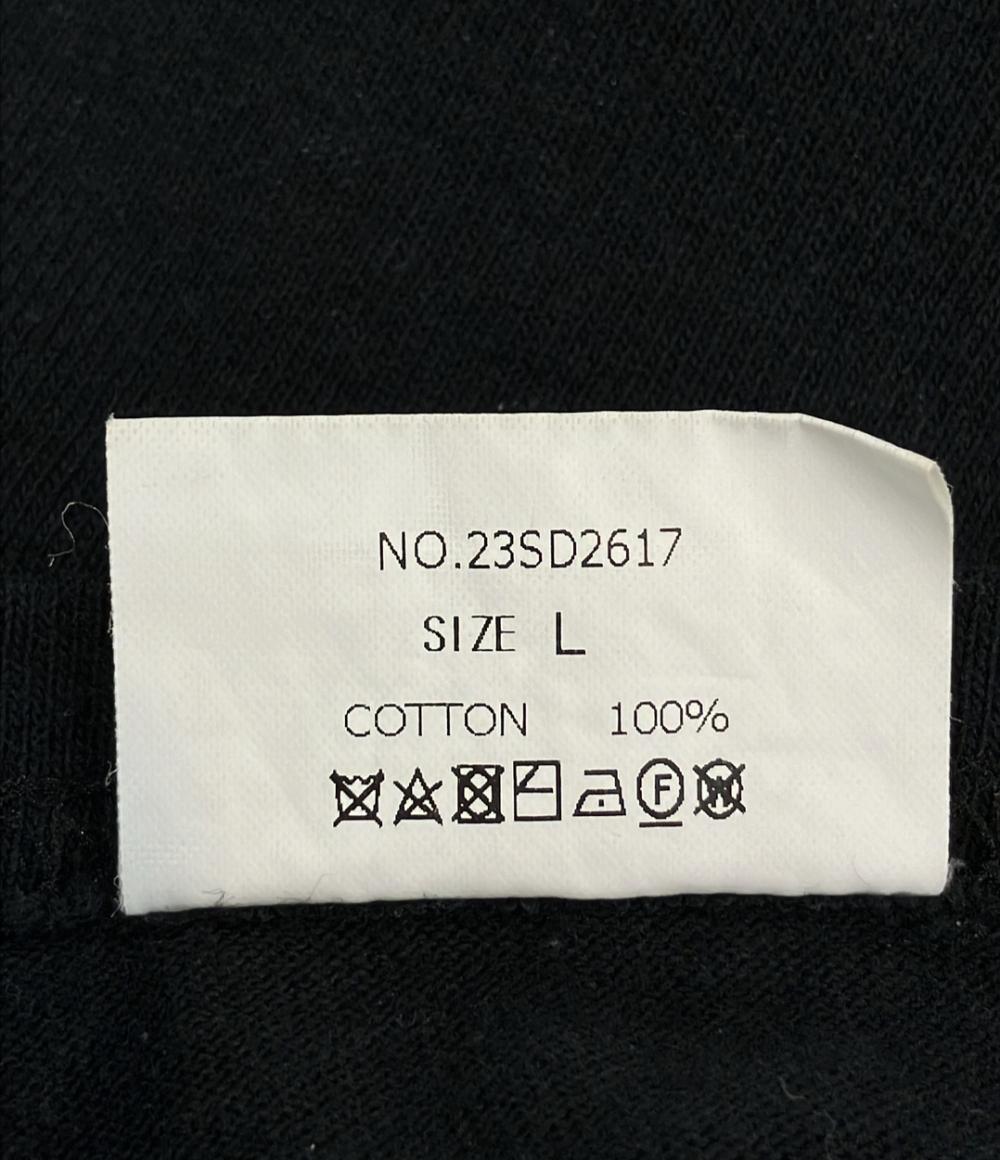 NO.23SD2617
SIZE L
COTTON 100%
F W